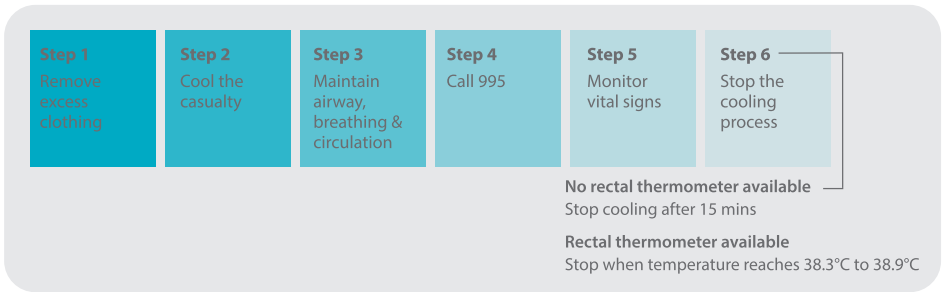 Step 1
Remove
excess
clothing
Step 2
Cool the
casualty
Step 3
Maintain
airway,
breathing &
circulation
Step 4
Call 995
Step 5
Monitor
vital signs
Step 6
Stop the
cooling
process
No rectal thermometer available
Stop cooling after 15 mins
Rectal thermometer available
Stop when temperature reaches 38.3°C to 38.9°C